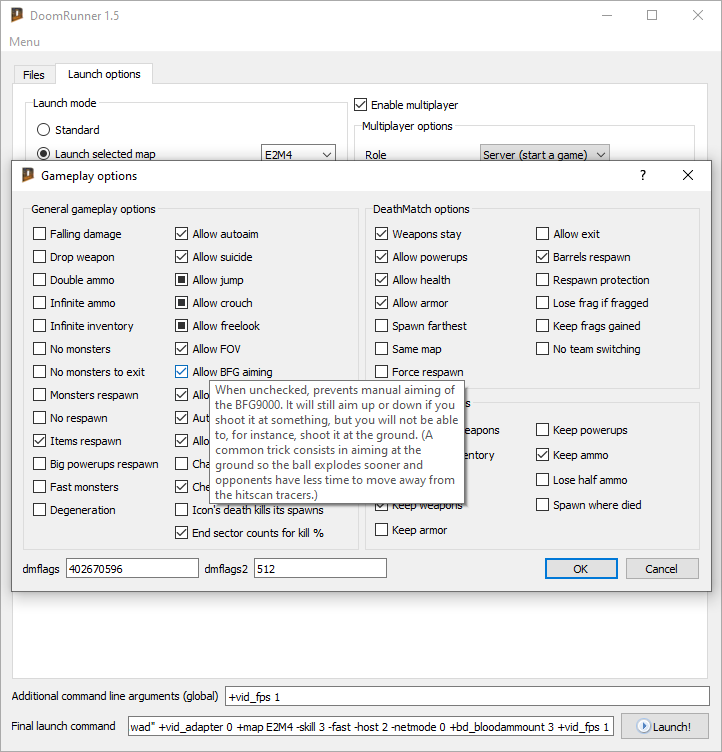 DoomRunner 1.5
Menu
Files
Launch options
Launch mode
Standard
Launch selected map
E2M4
Enable multiplayer
Multiplayer options
Role
Server (start a game)
Gameplay options
?
General gameplay options
Falling damage
Drop weapon
Double ammo
Infinite ammo
Infinite inventory
No monsters
No monsters to exit
Monsters respawn
No respawn
Items respawn
Big powerups respawn
Fast monsters
Degeneration
Allow autoaim
Allow suicide
Allow jump
Allow crouch
Allow freelook
Allow FOV
Allow BFG aiming
Allo
Aut
Allo
Cha
Che
Icon's death kills its spawns
End sector counts for kill %
When unchecked, prevents manual aiming of
the BFG9000. It will still aim up or down if you
shoot it at something, but you will not be able
to, for instance, shoot it at the ground. (A
common trick consists in aiming at the
ground so the ball explodes sooner and
opponents have less time to move away from
the hitscan tracers.)
DeathMatch options
Weapons stay
Allow powerups
Allow health
Allow armor
Spawn farthest
Same map
Force respawn
Allow exit
Barrels respawn
Respawn protection
Lose frag if fragged
Keep frags gained
No team switching
s
eapons
entory
Keep weapons
Keep armor
Keep powerups
Keep ammo
Lose half ammo
Spawn where died
dmflags
402670596
dmflags2
512
OK
Cancel
Additional command line arguments (global)
+vid_fps 1
Final launch command
wad" +vid_adapter 0 +map E2M4 -skill 3 -fast -host 2 -netmode 0 +bd_bloodammount 3 +vid_fps 1
Launch!